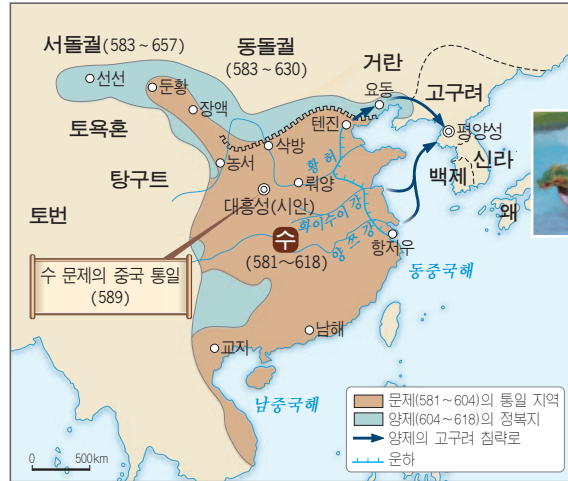 서돌궐(583~657)
동돌궐
(583~630)
거란
고구려
선선
둔황
장액
요동
텐진
평양성
토욕혼
농서
삭방
황허
뤄양
신라
백제
탕구트
대흥성(시안)
화이수이 강
왜
토번
수
(581~618)
양쯔 강
항저우
동중국해
수 문제의 중국 통일
(589)
교지
남해
남중국해
문제(581~604)의 통일 지역
양제(604~618)의 정복지
양제의 고구려 침략로
운하
0 500km